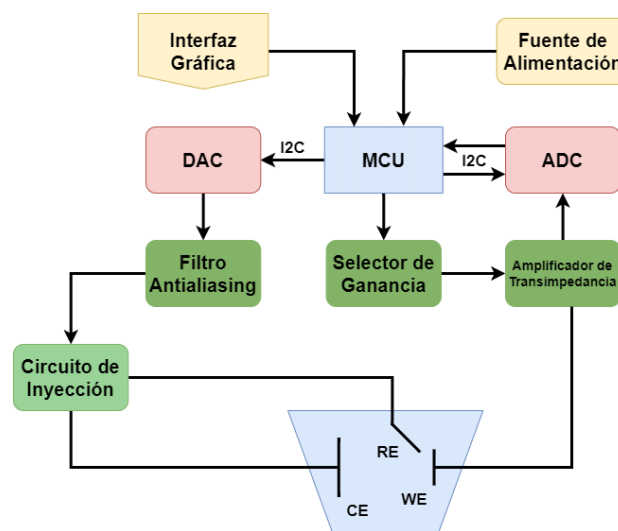 Interfaz
Gráfica
Fuente de
Alimentación
DAC
I2C
MCU
I2C
ADC
Filtro
Antialiasing
Selector de
Ganancia
Amplificador de
Transimpedancia
Circuito de
Inyección
RE
CE
WE